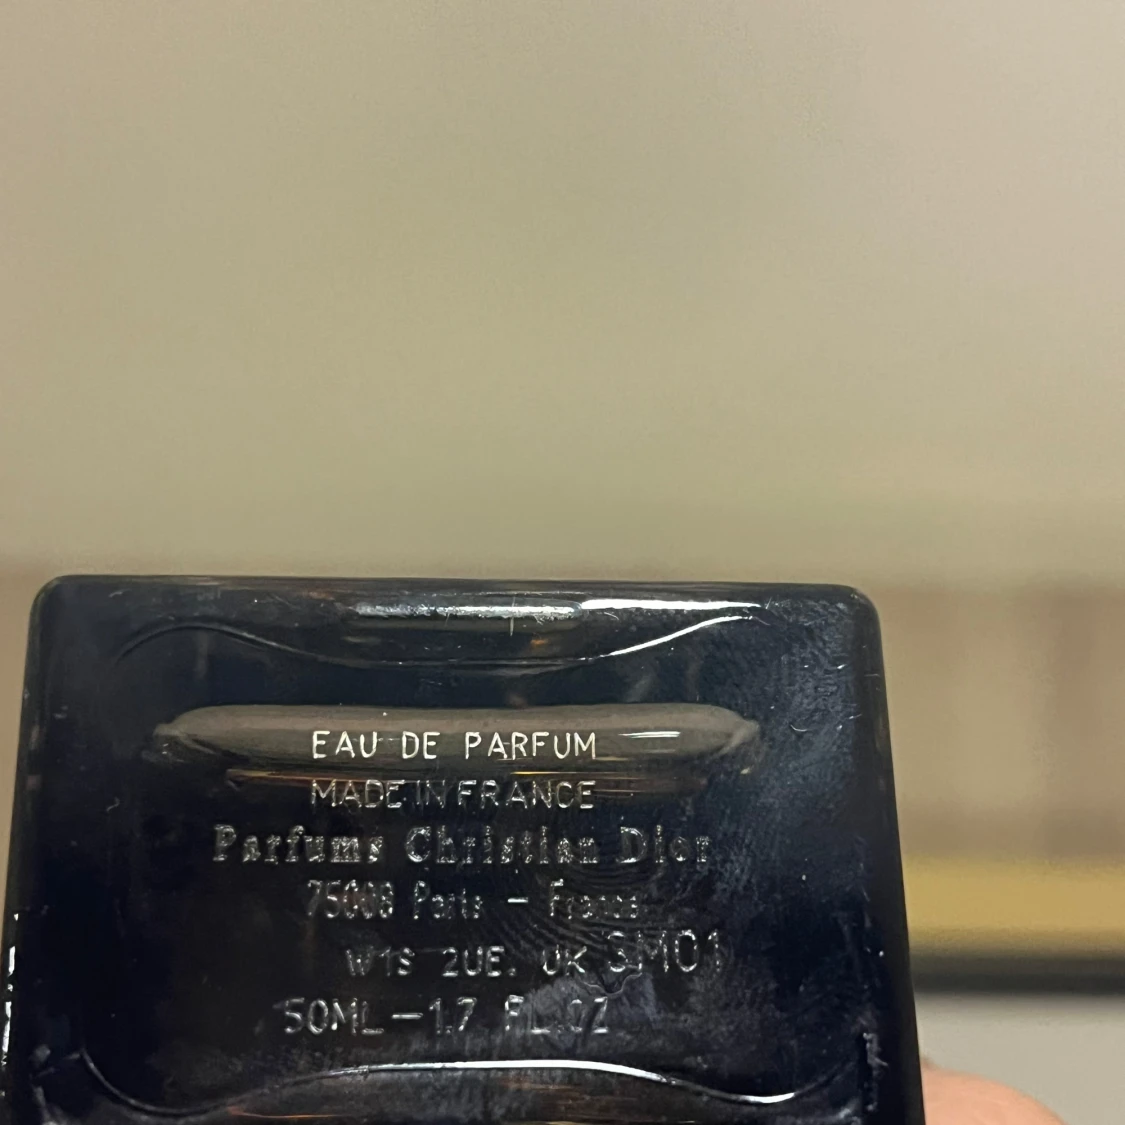 EAU DE PARFUM
MADE IN FRANCE
Parfums Christian Dior
75008 Paris - France
W1S 2UE. UK 3M01
50ML-1.7 FL.OZ